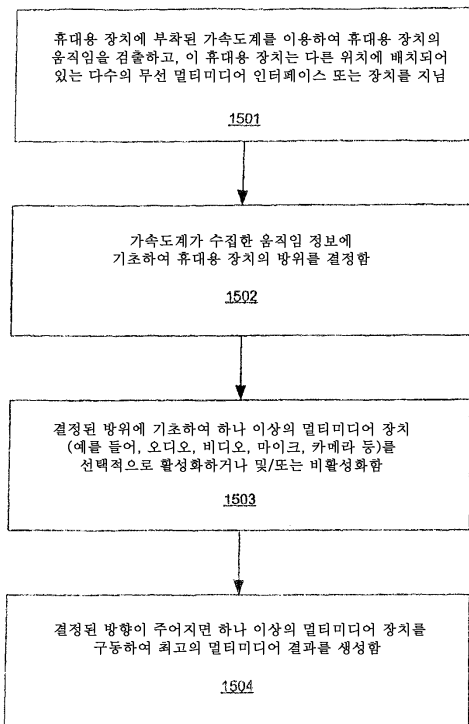 휴대용 장치에 부착된 가속도계를 이용하여 휴대용 장치의
움직임을 검출하고, 이 휴대용 장치는 다른 위치에 배치되어
있는 다수의 무선 멀티미디어 인터페이스 또는 장치를 지님
1501
가속도계가 수집한 움직임 정보에
기초하여 휴대용 장치의 방위를 결정함
1502
결정된 방위에 기초하여 하나 이상의 멀티미디어 장치
(예를 들어, 오디오, 비디오, 마이크, 카메라 등)를
선택적으로 활성화하거나 및/또는 비활성화함
1503
결정된 방향이 주어지면 하나 이상의 멀티미디어 장치를
구동하여 최고의 멀티미디어 결과를 생성함
1504